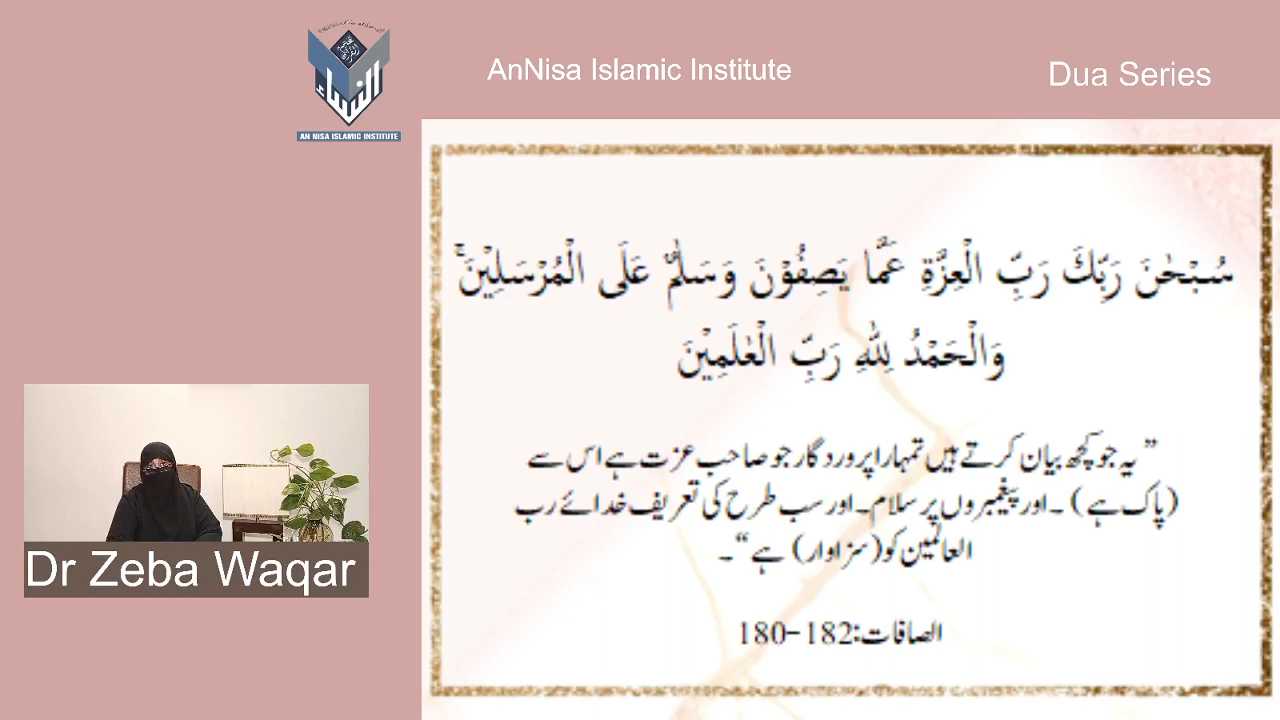 AN NISA ISLAMIC INSTITUTE
AnNisa Islamic Institute
Dua Series
سُبْحٰنَ رَبِّكَ رَبِّ الْعِزَّةِ عَمَّا يَصِفُوْنَ وَسَلٰمٌ عَلَى الْمُرْسَلِيْنَ ۚ
وَالْحَمْدُ لِلّٰهِ رَبِّ الْعٰلَمِيْنَ
” یہ جو کچھ بیان کرتے ہیں تمہارا پروردگار جو صاحب عزت ہے اس سے
(پاک ہے) ۔ اور پیغمبروں پر سلام۔ اور سب طرح کی تعریف خدائے رب
العالمین کو (سزاوار) ہے “۔
الصافات:182-180
Dr Zeba Waqar